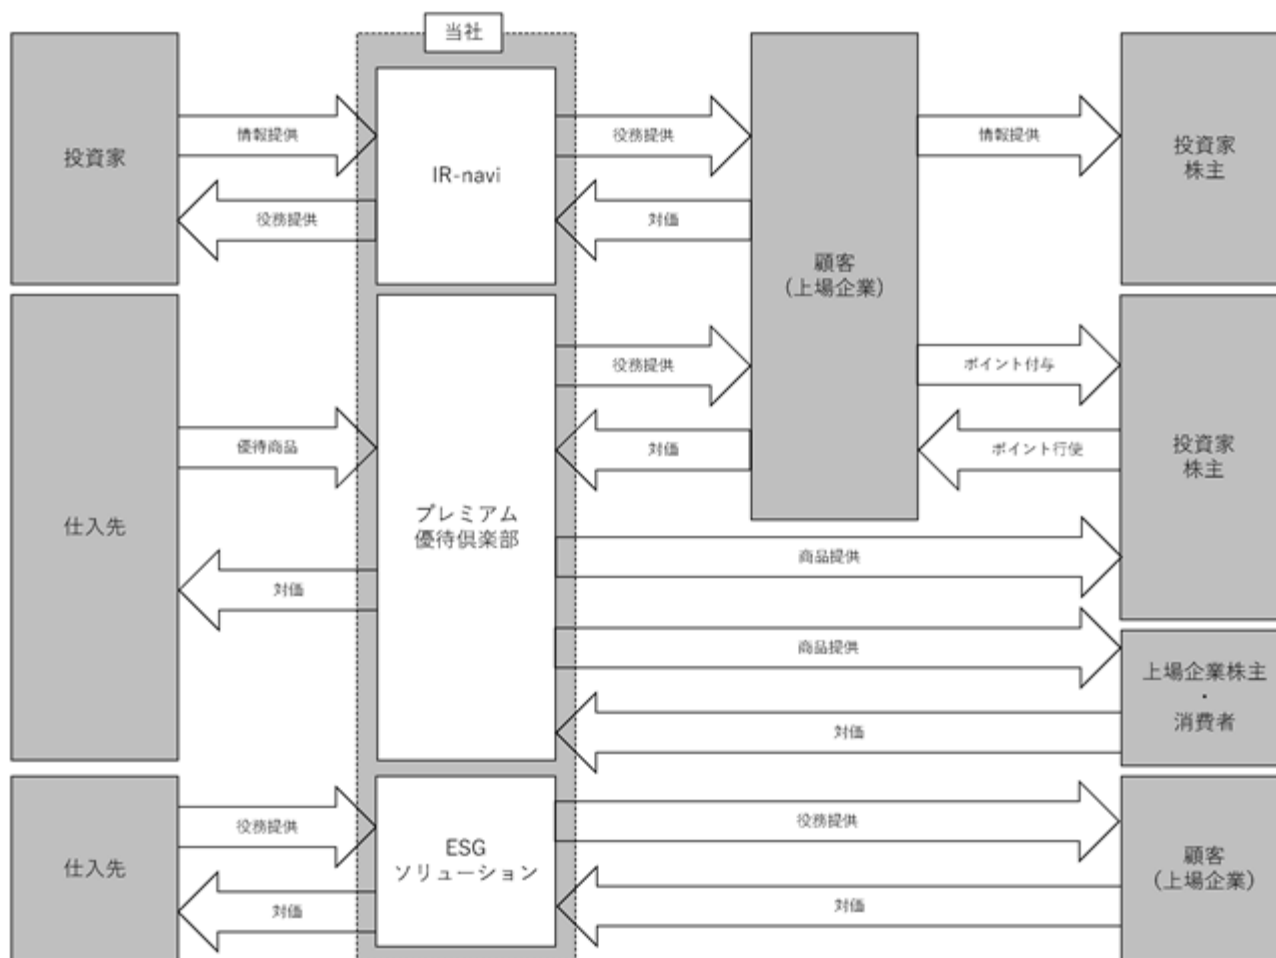 当社
投資家
情報提供
役務提供
IR-navi
役務提供
対価
顧客
(上場企業)
情報提供
投資家
株主
仕入先
優待商品
対価
プレミアム
優待倶楽部
役務提供
対価
ポイント付与
ポイント行使
投資家
株主
商品提供
商品提供
対価
上場企業株主
・
消費者
仕入先
役務提供
対価
ESG
ソリューション
役務提供
対価
顧客
(上場企業)